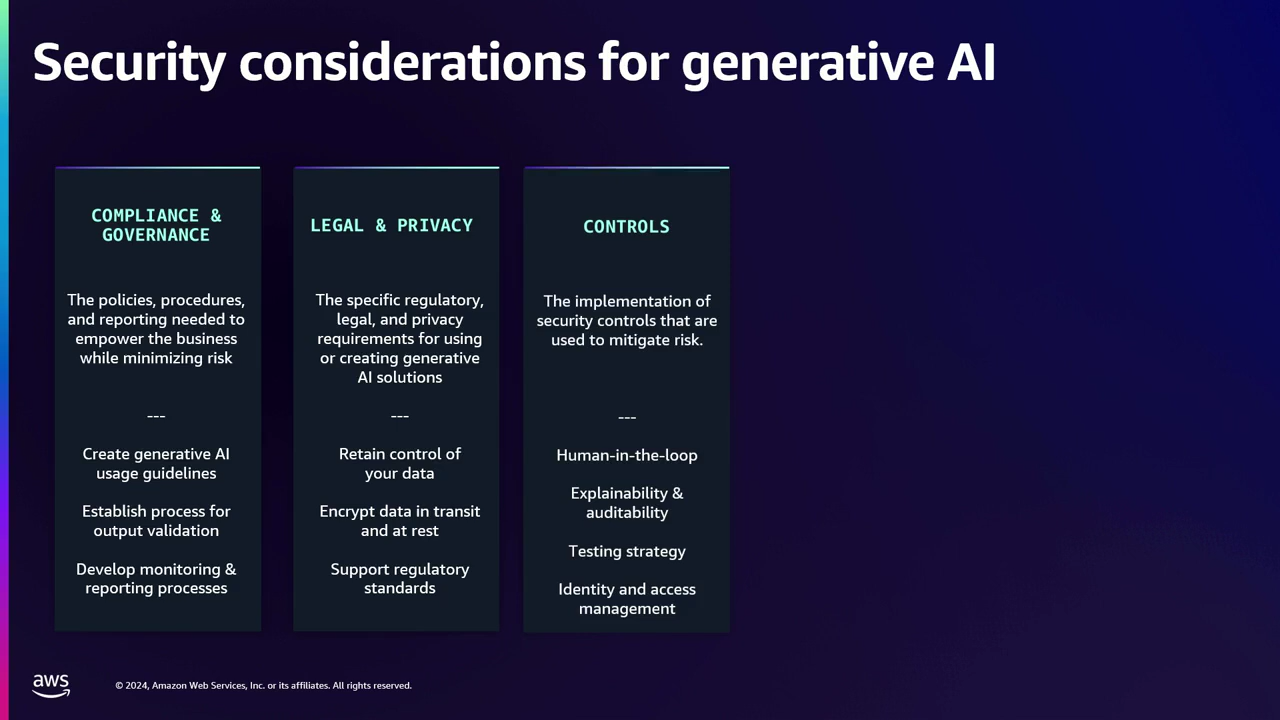 Security considerations for generative AI
COMPLIANCE &
GOVERNANCE
The policies, procedures,
and reporting needed to
empower the business
while minimizing risk
---
Create generative AI
usage guidelines
Establish process for
output validation
Develop monitoring &
reporting processes
LEGAL & PRIVACY
The specific regulatory,
legal, and privacy
requirements for using
or creating generative
AI solutions
---
Retain control of
your data
Encrypt data in transit
and at rest
Support regulatory
standards
CONTROLS
The implementation of
security controls that are
used to mitigate risk.
---
Human-in-the-loop
Explainability &
auditability
Testing strategy
Identity and access
management
aws
© 2024, Amazon Web Services, Inc. or its affiliates. All rights reserved.